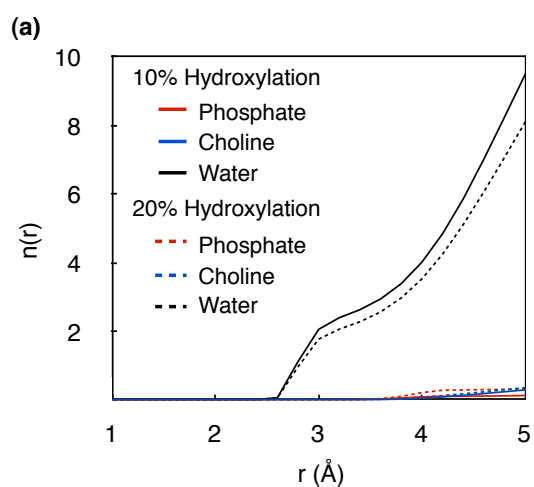 (a)
10
8
6
4
2
n(r)
10% Hydroxylation
Phosphate
Choline
Water
20% Hydroxylation
Phosphate
Choline
Water
1 2 3 4 5
r (Å)